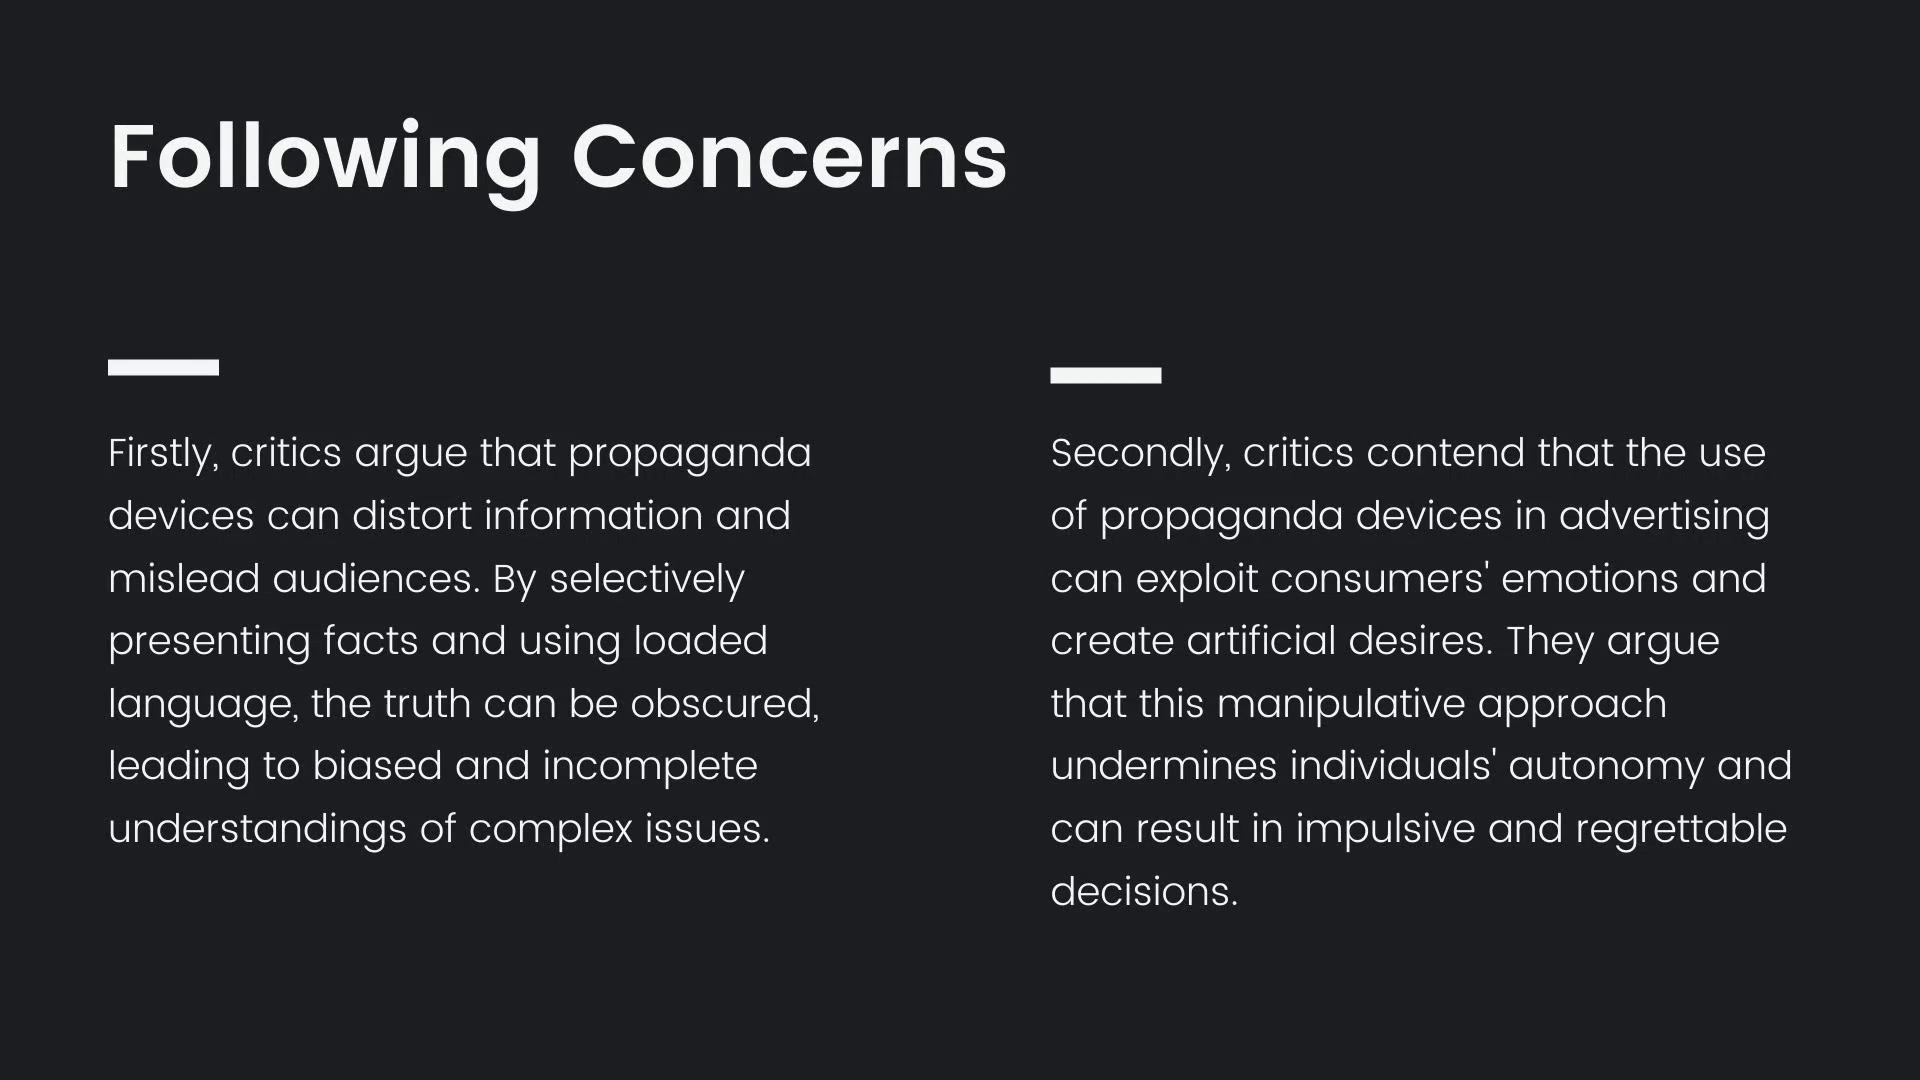 Following Concerns
Firstly, critics argue that propaganda
devices can distort information and
mislead audiences. By selectively
presenting facts and using loaded
language, the truth can be obscured,
leading to biased and incomplete
understandings of complex issues.
Secondly, critics contend that the use
of propaganda devices in advertising
can exploit consumers' emotions and
create artificial desires. They argue
that this manipulative approach
undermines individuals' autonomy and
can result in impulsive and regrettable
decisions.